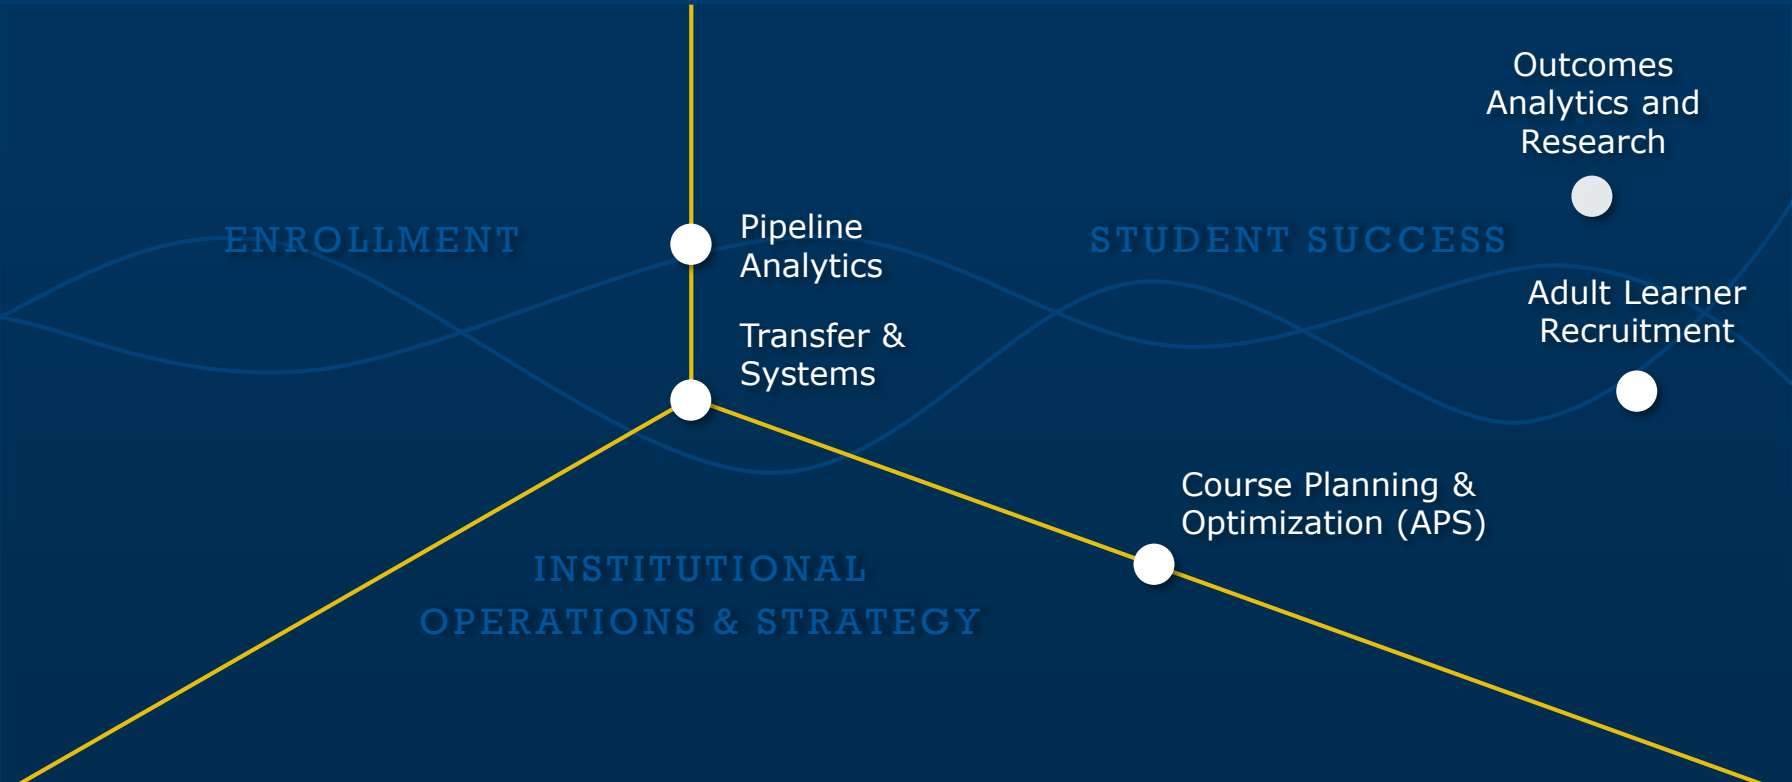 Outcomes
Analytics and
Research
ENROLLMENT
Pipeline
Analytics
STUDENT SUCCESS
Adult Learner
Recruitment
Transfer &
Systems
Course Planning &
Optimization (APS)
INSTITUTIONAL
OPERATIONS & STRATEGY